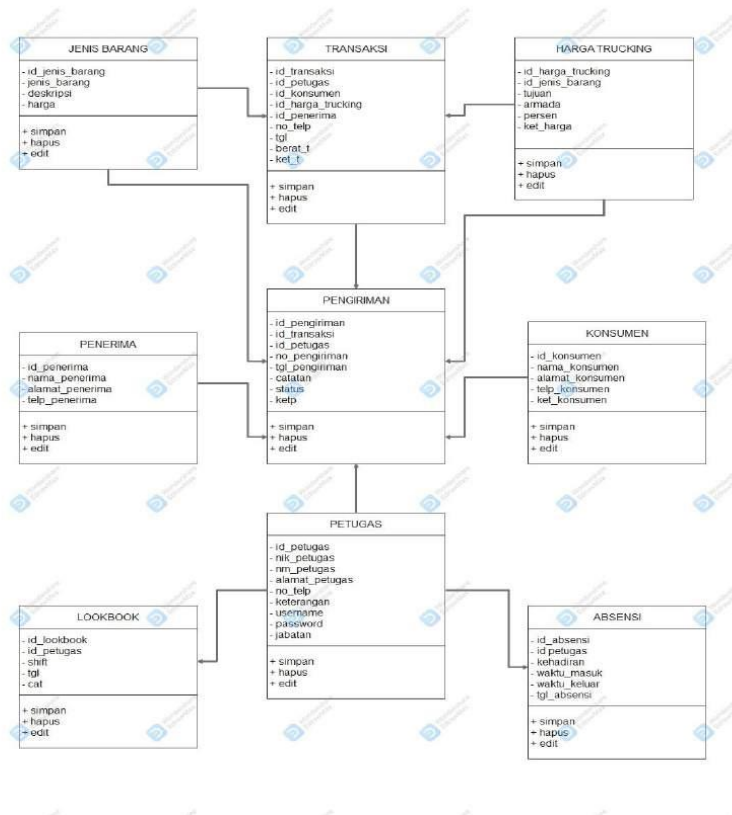 JENIS BARANG
- id_jenis_barang
- jenis_barang
- deskripsi
- harga
+ simpan
+ hapus
+ edit
TRANSAKSI
- id_transaksi
- id_petugas
- id_konsumen
- id_harga_trucking
- id_penerima
- no_telp
- tgl
- berat_t
- ket_t
+ simpan
+ hapus
+ edit
HARGA TRUCKING
- id_harga_trucking
- id_jenis_barang
- tujuan
- armada
- persen
- ket_harga
+ simpan
+ hapus
+ edit
PENGIRIMAN
- id_pengiriman
- id_transaksi
- id_petugas
- no_pengiriman
- tgl_pengiriman
- catatan
- status
- ketp
+ simpan
+ hapus
+ edit
PENERIMA
- id_penerima
- nama_penerima
- alamat_penerima
- telp_penerima
+ simpan
+ hapus
+ edit
KONSUMEN
- id_konsumen
- nama_konsumen
- alamat_konsumen
- telp_konsumen
- ket_konsumen
+ simpan
+ hapus
+ edit
PETUGAS
- id_petugas
- nik_petugas
- nm_petugas
- alamat_petugas
- no_telp
- keterangan
- username
- password
- jabatan
+ simpan
+ hapus
+ edit
LOOKBOOK
- id_lookbook
- id_petugas
- shift
- tgl
- cat
+ simpan
+ hapus
+ edit
ABSENSI
- id_absensi
- id petugas
- kehadiran
- waktu_masuk
- waktu_keluar
- tgl_absensi
+ simpan
+ hapus
+ edit